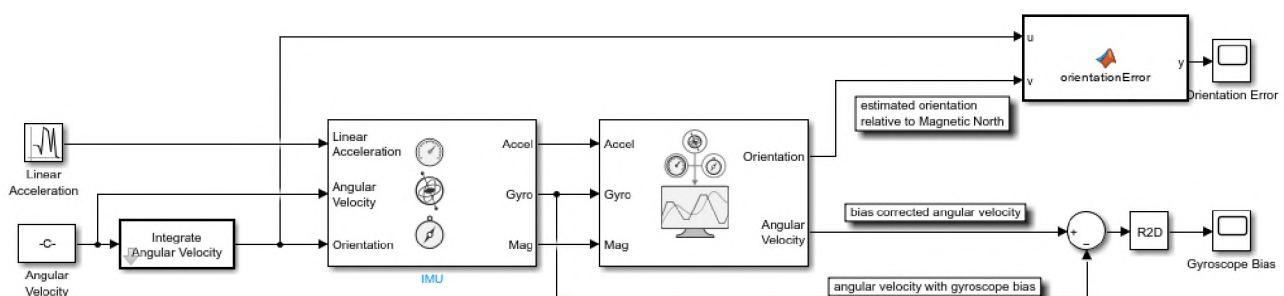 u
v
y
orientationError
Orientation Error
estimated orientation
relative to Magnetic North
Linear
Acceleration
Linear
Acceleration
Angular
Velocity
Orientation
Accel
Gyro
Mag
IMU
Accel
Gyro
Mag
Orientation
Angular
Velocity
-C-
Angular
Velocity
Integrate
Angular Velocity
bias corrected angular velocity
+
−
R2D
Gyroscope Bias
angular velocity with gyroscope bias